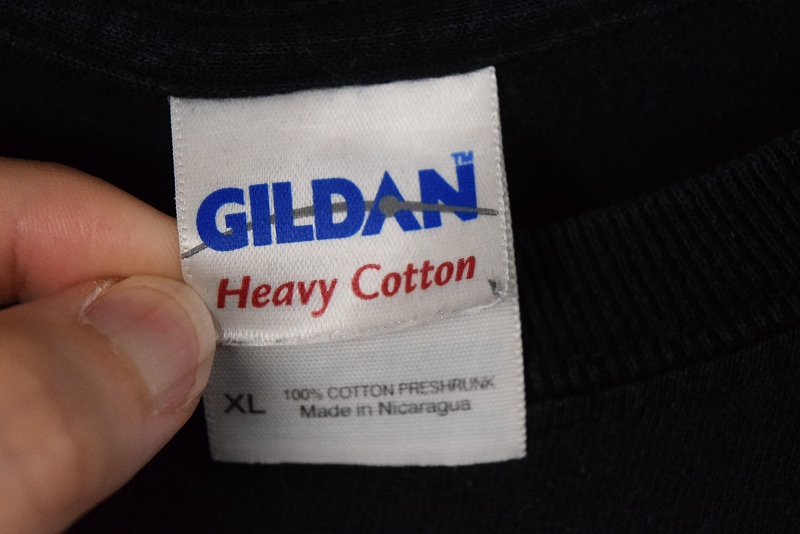 GILDAN™
Heavy Cotton
XL 100% COTTON PRESHRUNK
Made in Nicaragua